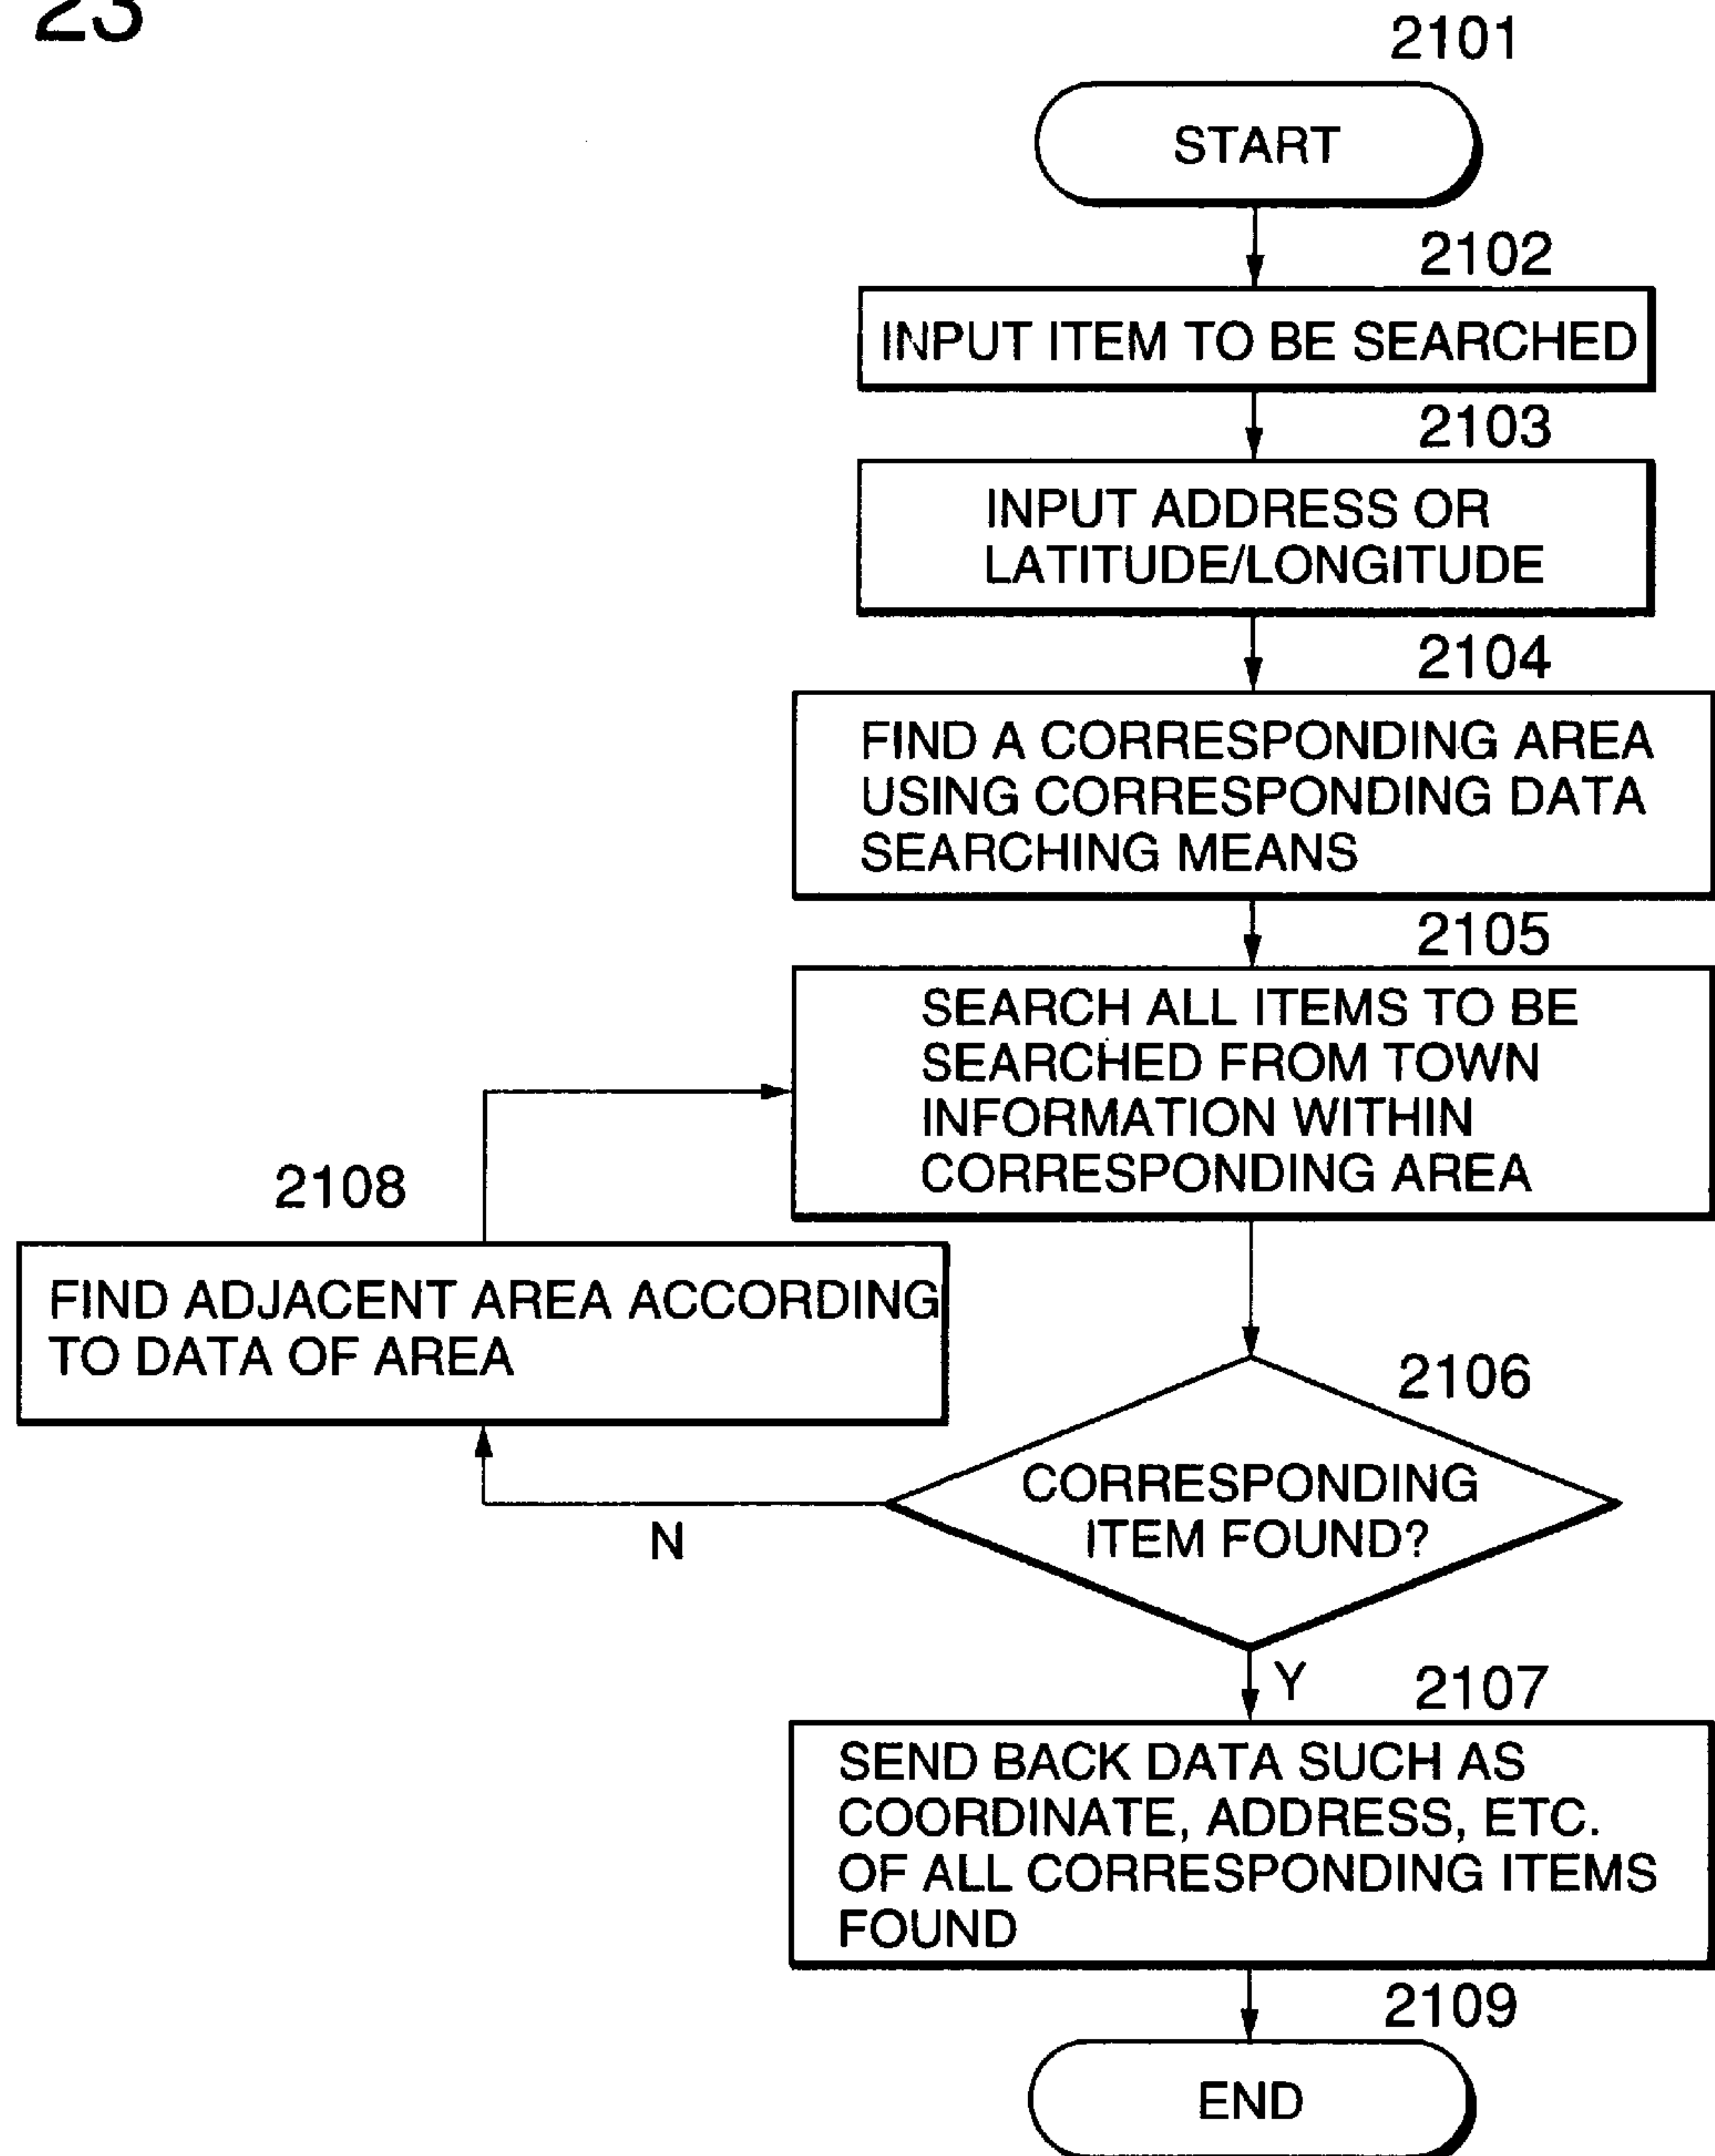 23
2101
START
2102
INPUT ITEM TO BE SEARCHED
2103
INPUT ADDRESS OR
LATITUDE/LONGITUDE
2104
FIND A CORRESPONDING AREA
USING CORRESPONDING DATA
SEARCHING MEANS
2105
SEARCH ALL ITEMS TO BE
SEARCHED FROM TOWN
INFORMATION WITHIN
CORRESPONDING AREA
2108
FIND ADJACENT AREA ACCORDING
TO DATA OF AREA
2106
CORRESPONDING
ITEM FOUND?
N
Y
2107
SEND BACK DATA SUCH AS
COORDINATE, ADDRESS, ETC.
OF ALL CORRESPONDING ITEMS
FOUND
2109
END